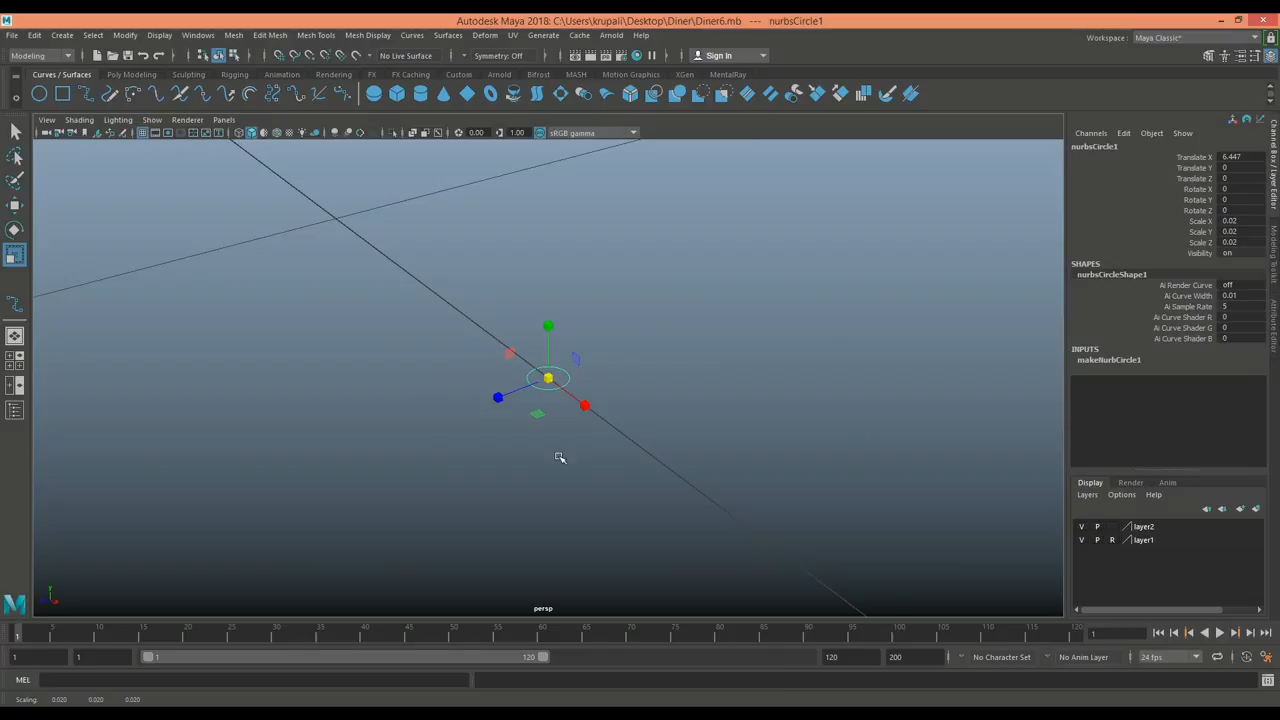 Autodesk Maya 2018: C:\Users\krupali\Desktop\Diner\Diner6.mb --- nurbsCircle1
File Edit Create Select Modify Display Windows Mesh Edit Mesh Mesh Tools Mesh Display Curves Surfaces Deform UV Generate Cache Arnold Help
Workspace: Maya Classic*
Modeling No Live Surface Symmetry: Off Sign In
Curves / Surfaces Poly Modeling Sculpting Rigging Animation Rendering FX FX Caching Custom Arnold Bifrost MASH Motion Graphics XGen MentalRay
View Shading Lighting Show Renderer Panels
0.00 1.00 sRGB gamma
Channels Edit Object Show
nurbsCircle1
Translate X 6.447
Translate Y 0
Translate Z 0
Rotate X 0
Rotate Y 0
Rotate Z 0
Scale X 0.02
Scale Y 0.02
Scale Z 0.02
Visibility on
SHAPES
nurbsCircleShape1
Ai Render Curve off
Ai Curve Width 0.01
Ai Sample Rate 5
Ai Curve Shader R 0
Ai Curve Shader G 0
Ai Curve Shader B 0
INPUTS
makeNurbCircle1
Channel Box / Layer Editor
Modeling Toolkit
Attribute Editor
Display Render Anim
Layers Options Help
V P layer2
V P R layer1
y
persp
1 5 10 15 20 25 30 35 40 45 50 55 60 65 70 75 80 85 90 95 100 105 110 115 120
1
1 1 1 120 120 200 No Character Set No Anim Layer 24 fps
MEL
Scaling: 0.020 0.020 0.020